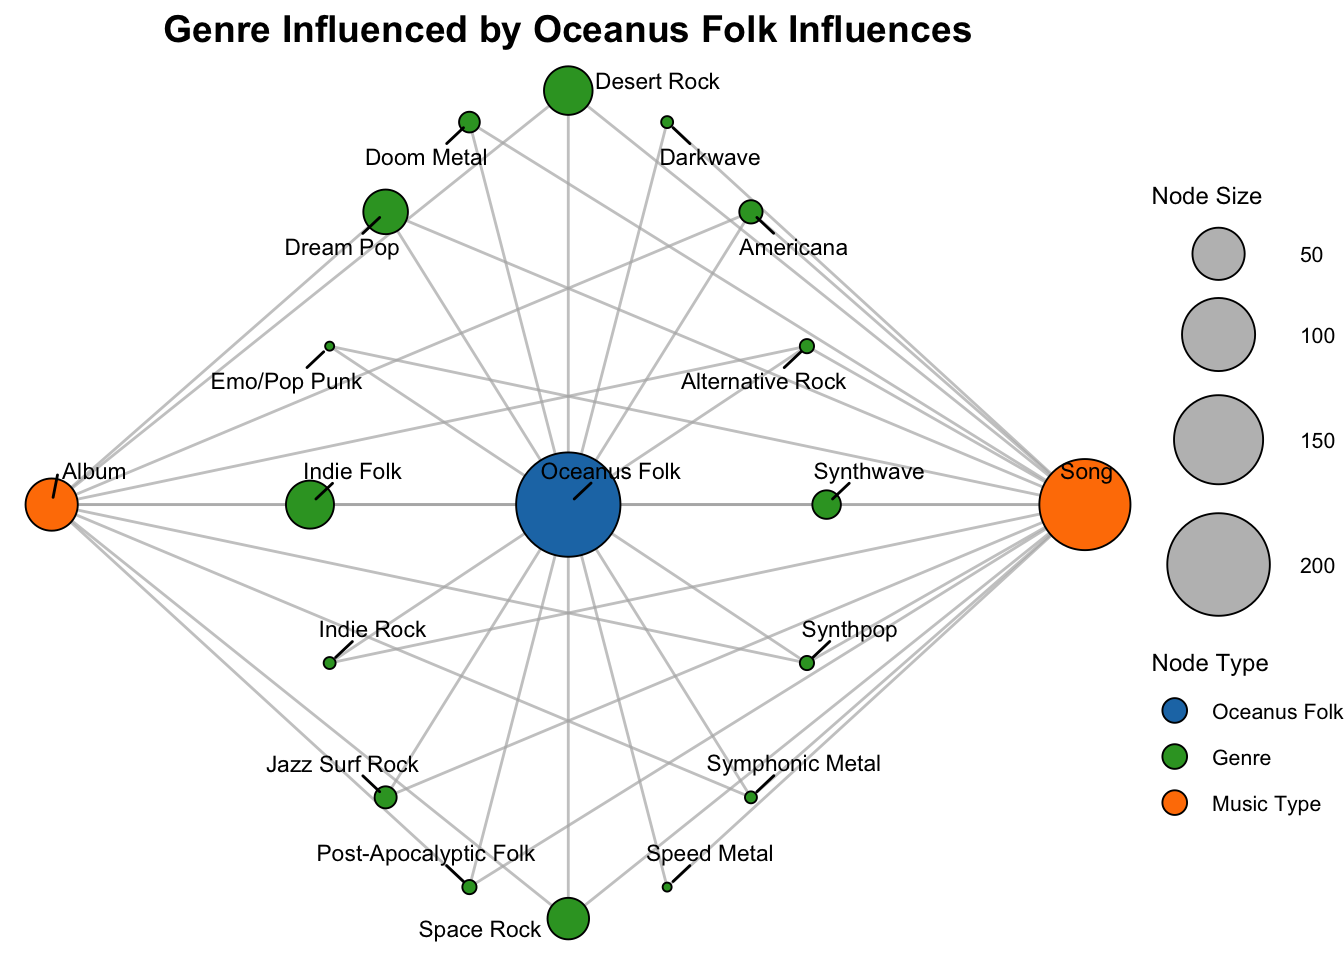 Genre Influenced by Oceanus Folk Influences
Desert Rock
Doom Metal
Darkwave
Dream Pop
Americana
Emo/Pop Punk
Alternative Rock
Album
Indie Folk
Oceanus Folk
Synthwave
Song
Indie Rock
Synthpop
Jazz Surf Rock
Symphonic Metal
Post-Apocalyptic Folk
Speed Metal
Space Rock
Node Size
50
100
150
200
Node Type
Oceanus Folk
Genre
Music Type